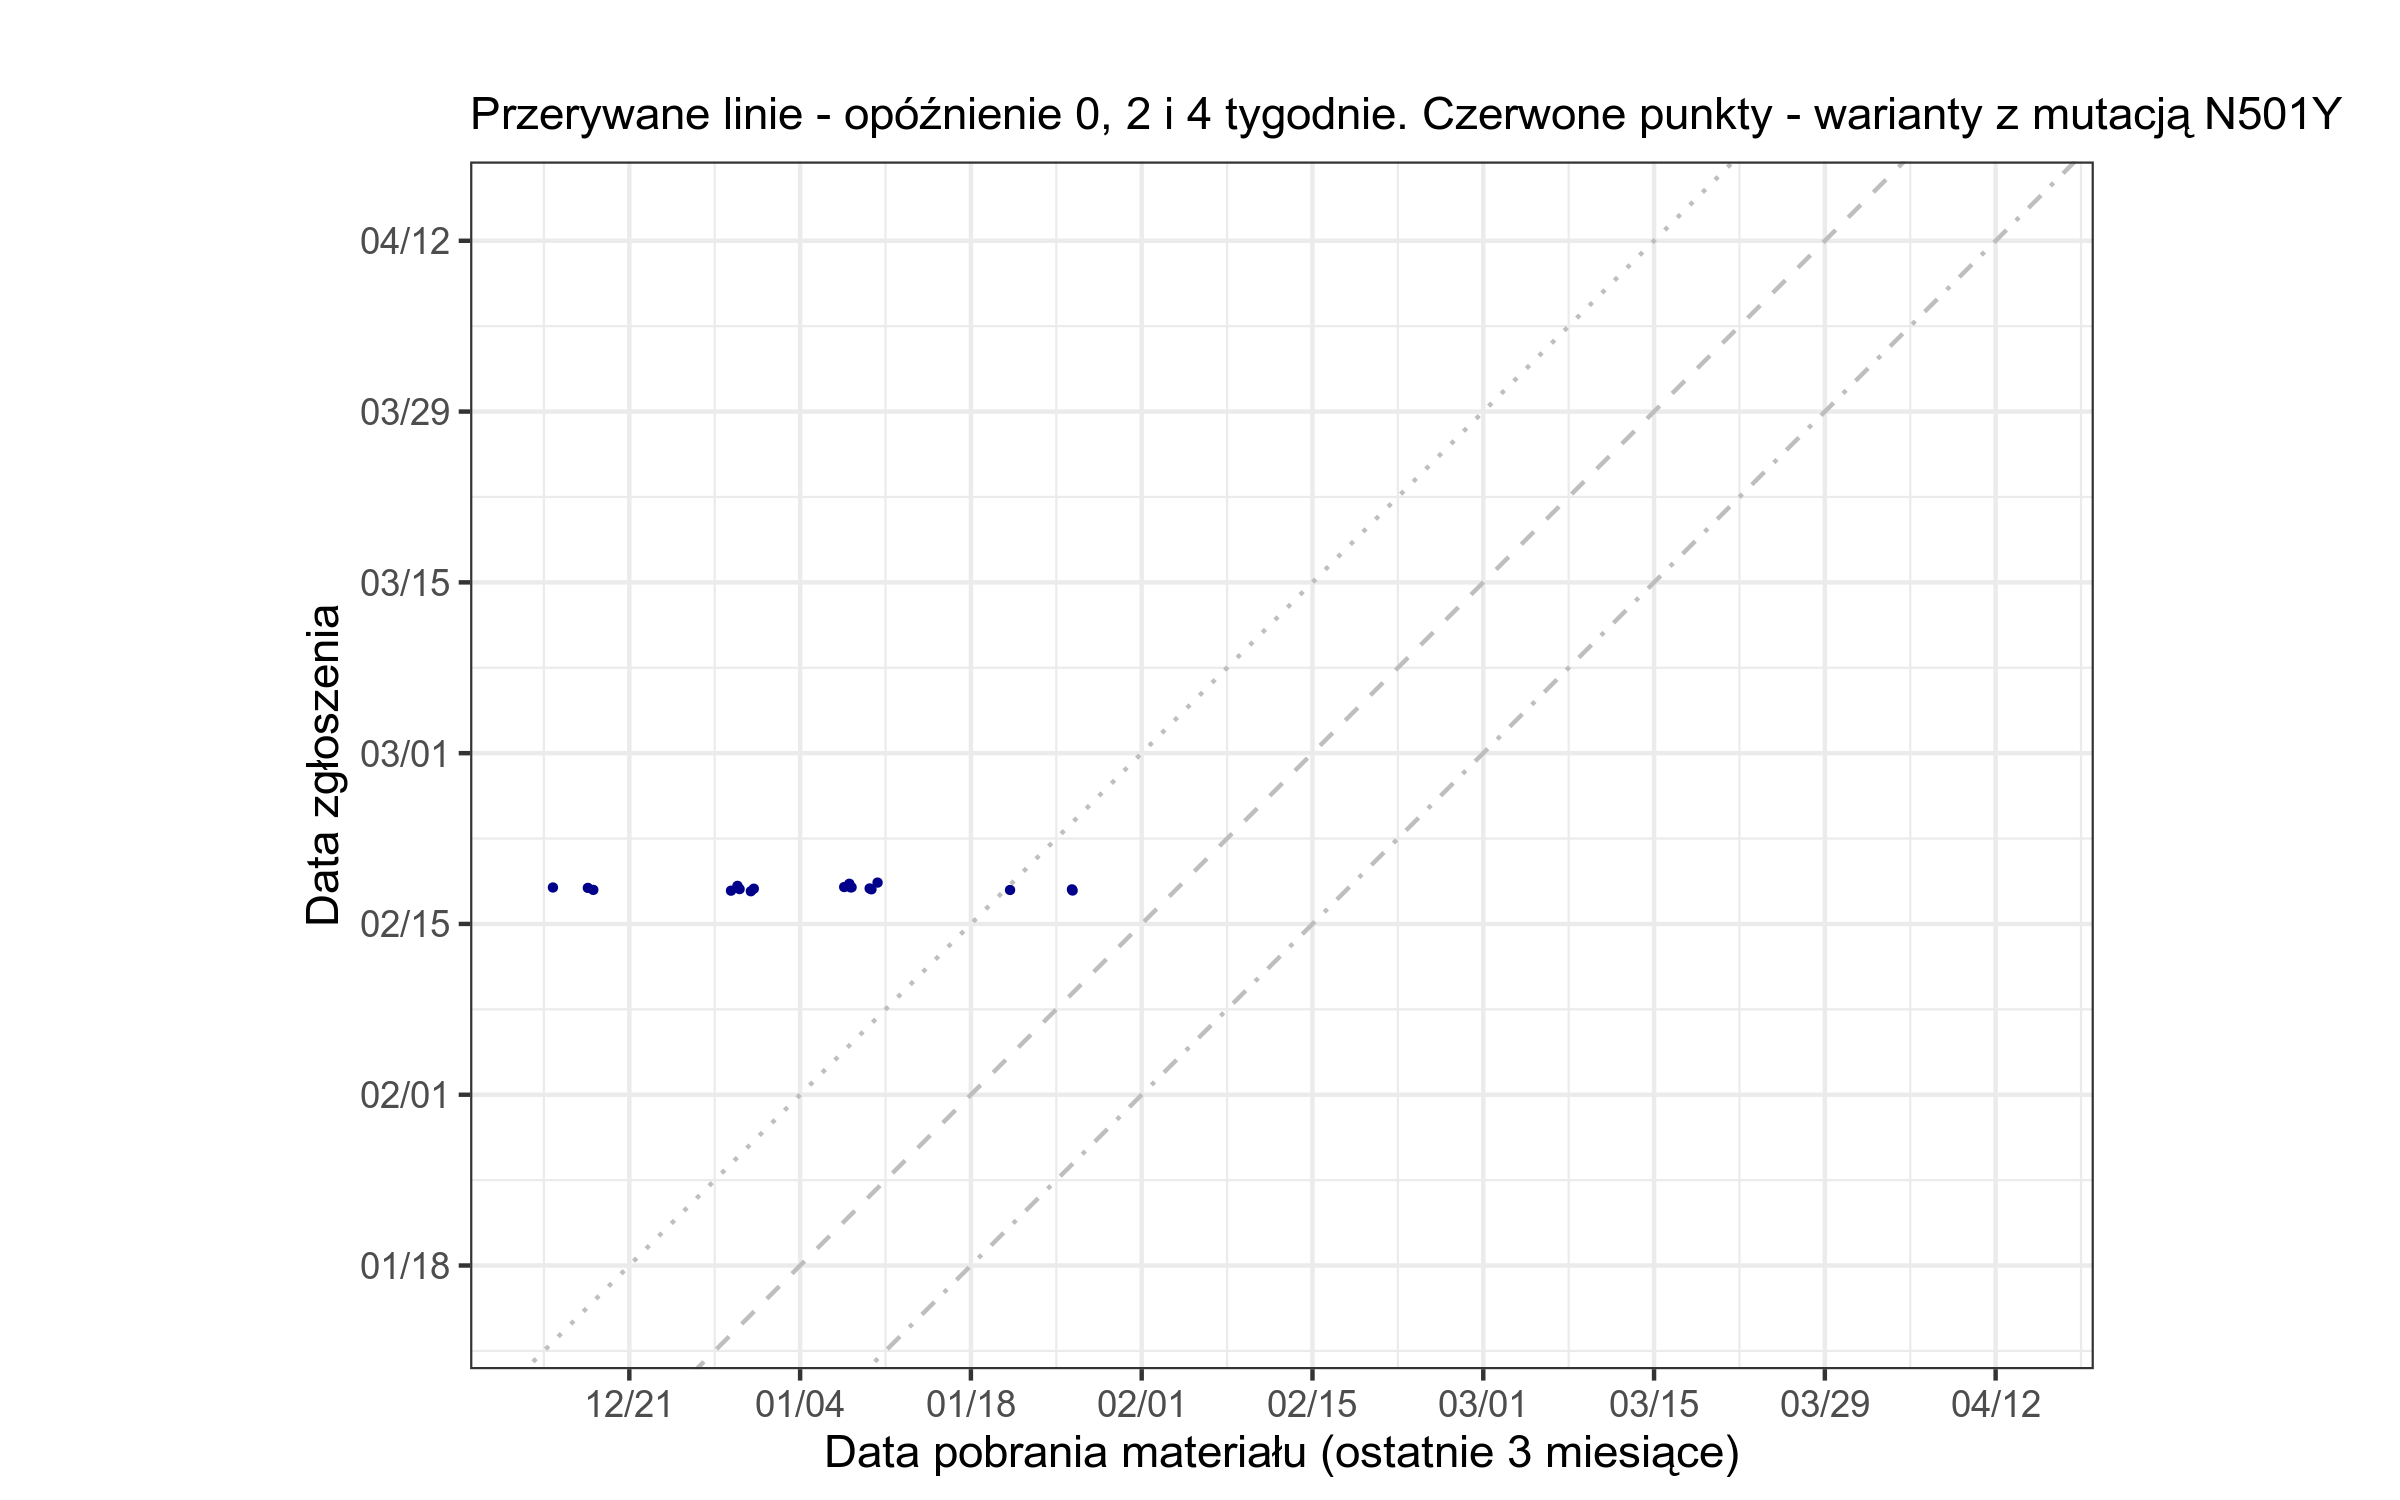 Przerywane linie - opóźnienie 0, 2 i 4 tygodnie. Czerwone punkty - warianty z mutacją N501Y
Data zgłoszenia
04/12
03/29
03/15
03/01
02/15
02/01
01/18
12/21 01/04 01/18 02/01 02/15 03/01 03/15 03/29 04/12
Data pobrania materiału (ostatnie 3 miesiące)